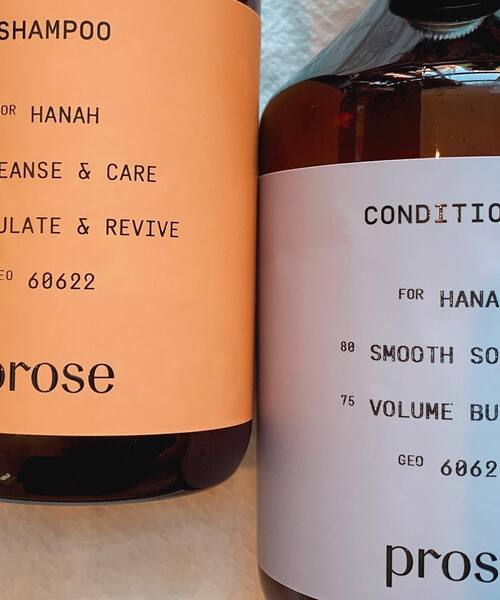 SHAMPOO
OR HANAH
EANSE & CARE
ULATE & REVIVE
EO 60622
prose
CONDITIO
FOR HANA
80 SMOOTH SO
75 VOLUME BU
GEO 6062
pros